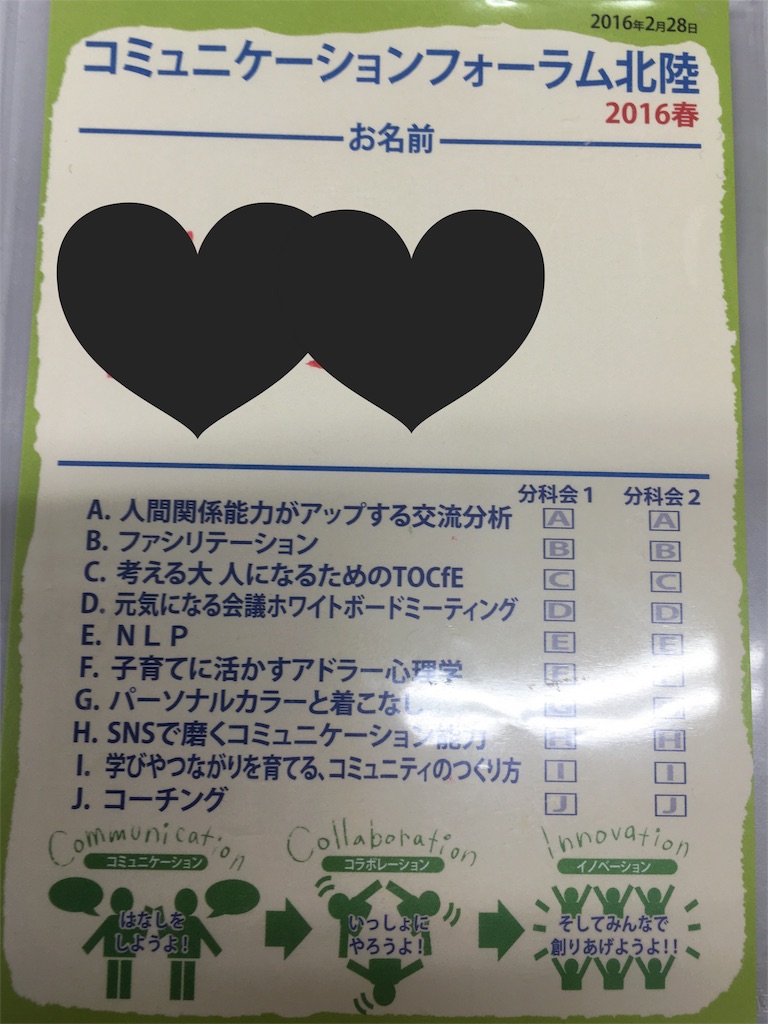 2016年2月28日
コミュニケーションフォーラム北陸
2016春
お名前
分科会1 分科会2
A. 人間関係能力がアップする交流分析 A A
B. ファシリテーション B B
C. 考える大 人になるためのTOCfE C C
D. 元気になる会議ホワイトボードミーティング D D
E. NLP E E
F. 子育てに活かすアドラー心理学 F
G. パーソナルカラーと着こなし G
H. SNSで磨くコミュニケーション能力 H H
I. 学びやつながりを育てる、コミュニティのつくり方 I I
J. コーチング J J
Communication Collaboration Innovation
コミュニケーション コラボレーション イノベーション
はなしを いっしょに そしてみんなで
しようよ! やろうよ! 創りあげようよ!!